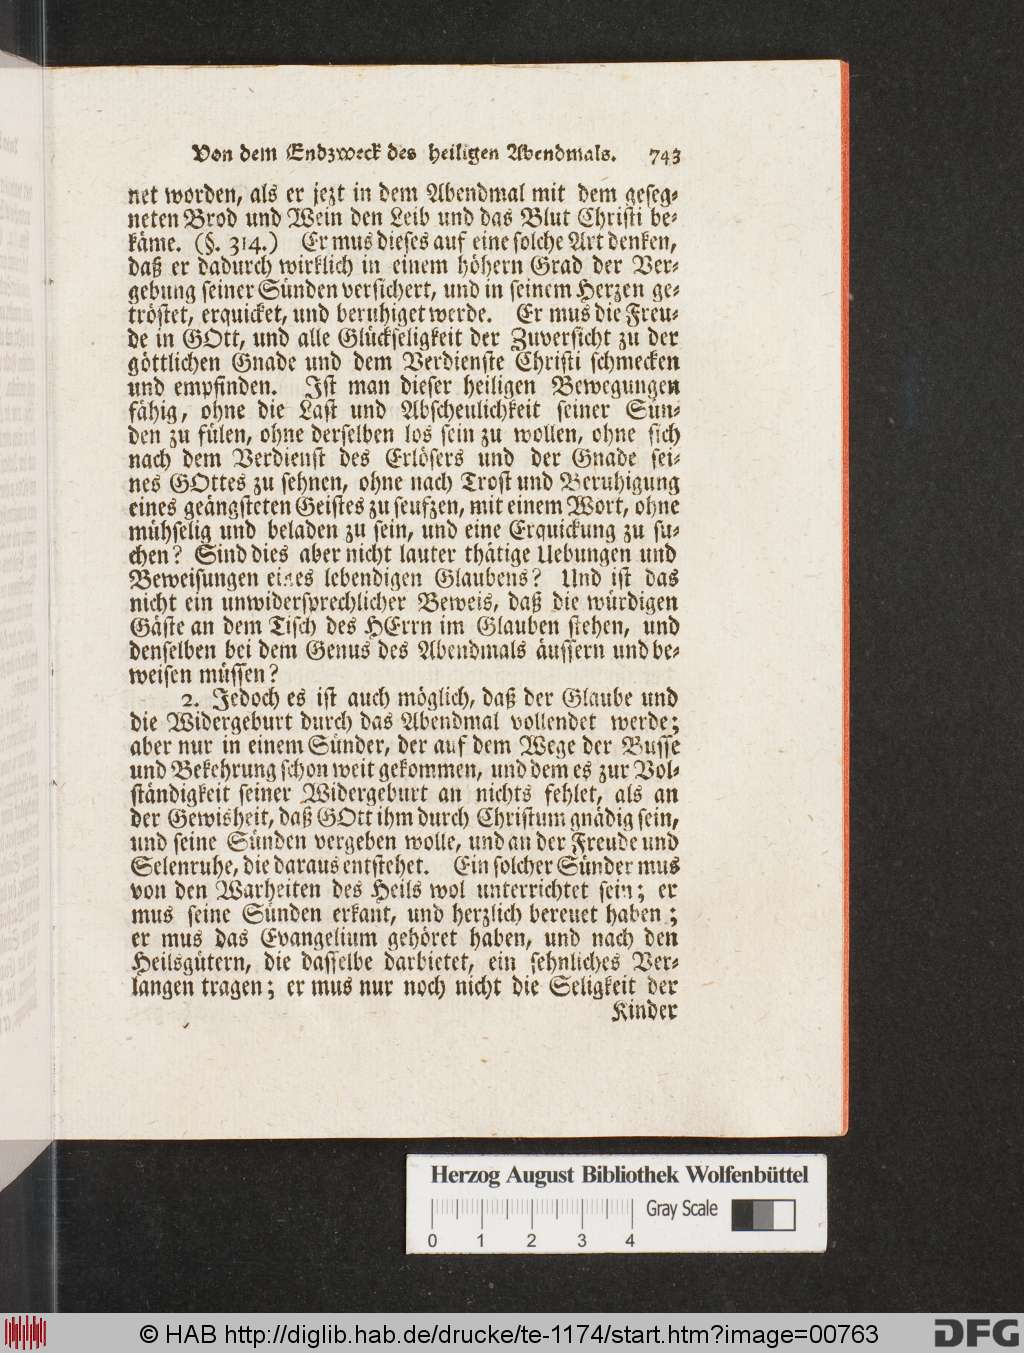 Von dem Endzweck des heiligen Abendmals. 743
net worden, als er jezt in dem Abendmal mit dem geseg-
neten Brod und Wein den Leib und das Blut Christi be-
käme. (§. 314.) Er mus dieses auf eine solche Art denken,
daß er dadurch wirklich in einem höhern Grad der Ver-
gebung seiner Sünden versichert, und in seinem Herzen ge-
tröstet, erquicket, und beruhiget werde. Er mus die Freu-
de in GOtt, und alle Glückseligkeit der Zuversicht zu der
göttlichen Gnade und dem Verdienste Christi schmecken
und empfinden. Ist man dieser heiligen Bewegungen
fähig, ohne die Last und Abscheulichkeit seiner Sün-
den zu fülen, ohne derselben los sein zu wollen, ohne sich
nach dem Verdienst des Erlösers und der Gnade sei-
nes GOttes zu sehnen, ohne nach Trost und Beruhigung
eines geängsteten Geistes zu seufzen, mit einem Wort, ohne
mühselig und beladen zu sein, und eine Erquickung zu su-
chen? Sind dies aber nicht lauter thätige Uebungen und
Beweisungen eines lebendigen Glaubens? Und ist das
nicht ein unwidersprechlicher Beweis, daß die würdigen
Gäste an dem Tisch des HErrn im Glauben stehen, und
denselben bei dem Genus des Abendmals äussern und be-
weisen müssen?
2. Jedoch es ist auch möglich, daß der Glaube und
die Widergeburt durch das Abendmal vollendet werde;
aber nur in einem Sünder, der auf dem Wege der Busse
und Bekehrung schon weit gekommen, und dem es zur Vol-
ständigkeit seiner Widergeburt an nichts fehlet, als an
der Gewisheit, daß GOtt ihm durch Christum gnädig sein,
und seine Sünden vergeben wolle, und an der Freude und
Selenruhe, die daraus entstehet. Ein solcher Sünder mus
von den Warheiten des Heils wol unterrichtet sein; er
mus seine Sünden erkant, und herzlich bereuet haben;
er mus das Evangelium gehöret haben, und nach den
Heilsgütern, die dasselbe darbietet, ein sehnliches Ver-
langen tragen; er mus nur noch nicht die Seligkeit der
Kinder
Herzog August Bibliothek Wolfenbüttel
Gray Scale
0 1 2 3 4
© HAB http://diglib.hab.de/drucke/te-1174/start.htm?image=00763
DFG